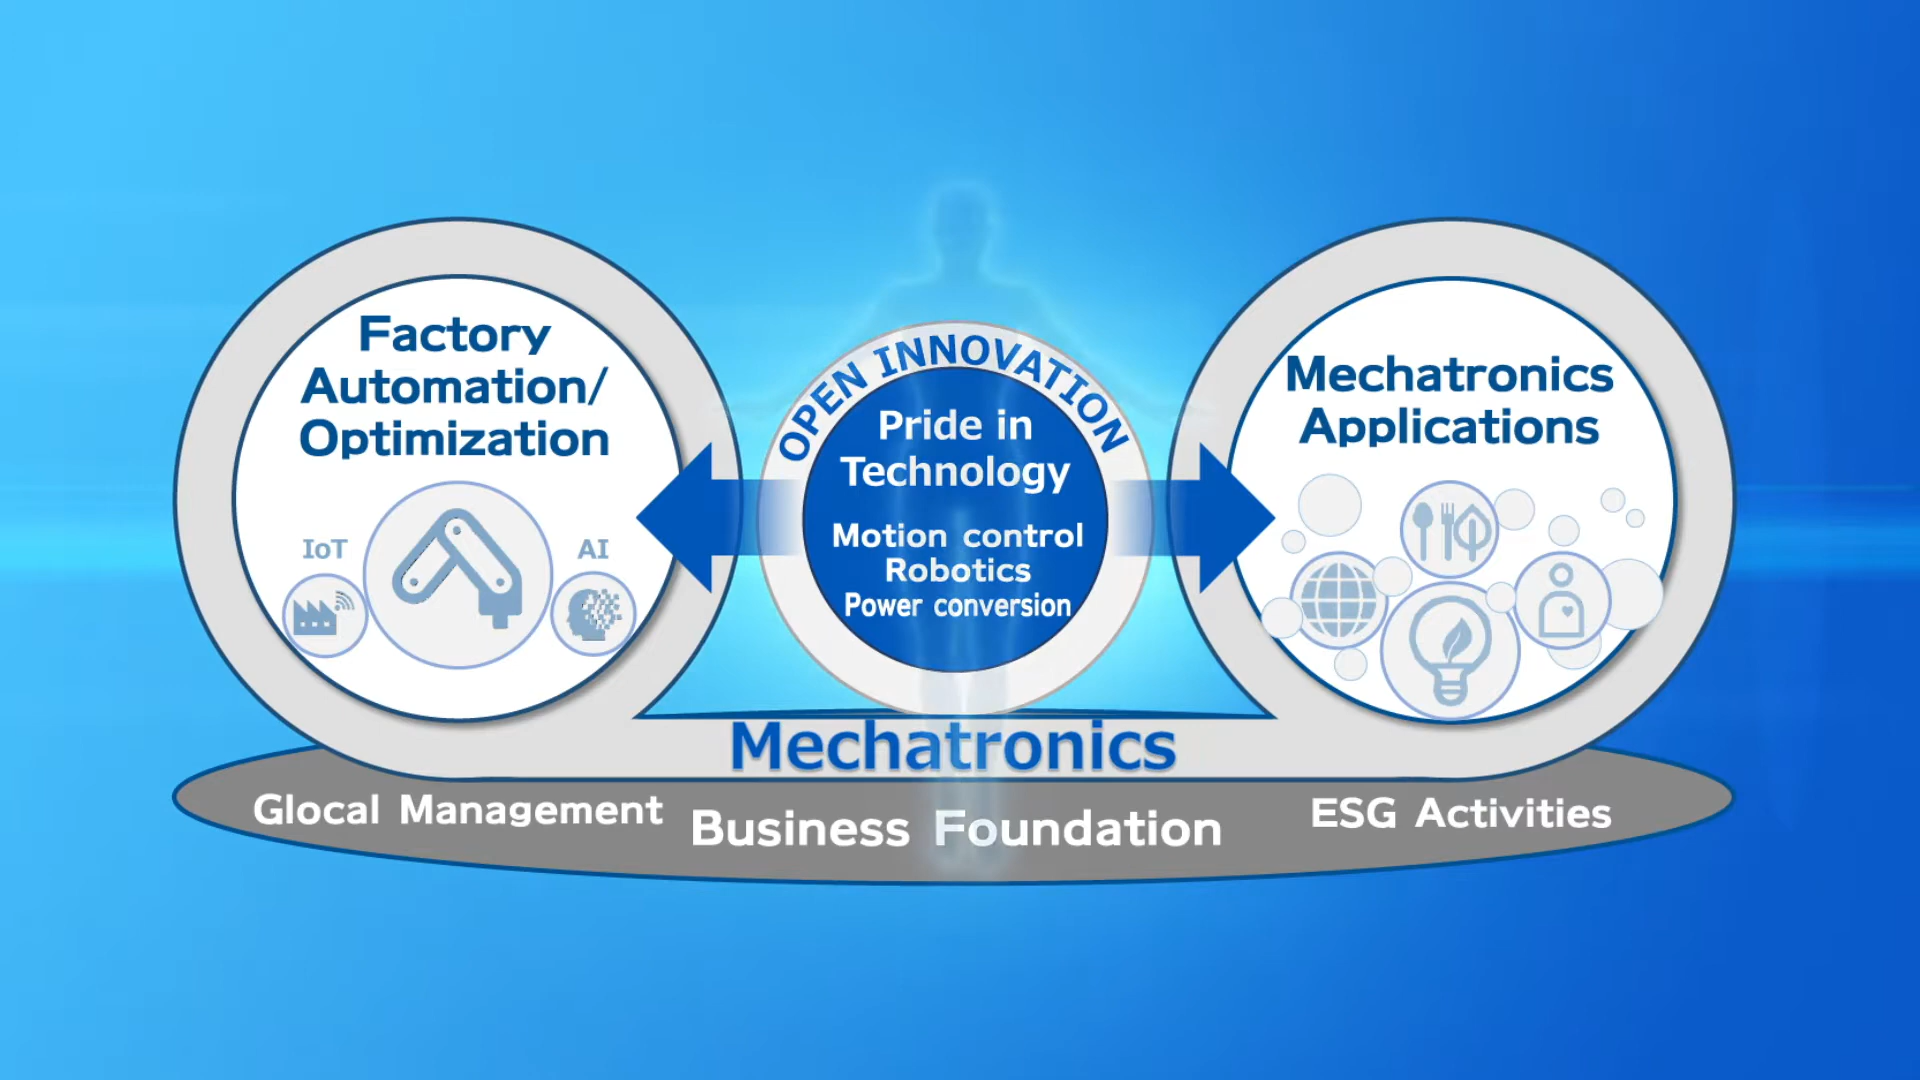 Factory
Automation/
Optimization
IoT
AI
OPEN INNOVATION
Pride in
Technology
Motion control
Robotics
Power conversion
Mechatronics
Applications
Mechatronics
Glocal Management
Business Foundation
ESG Activities